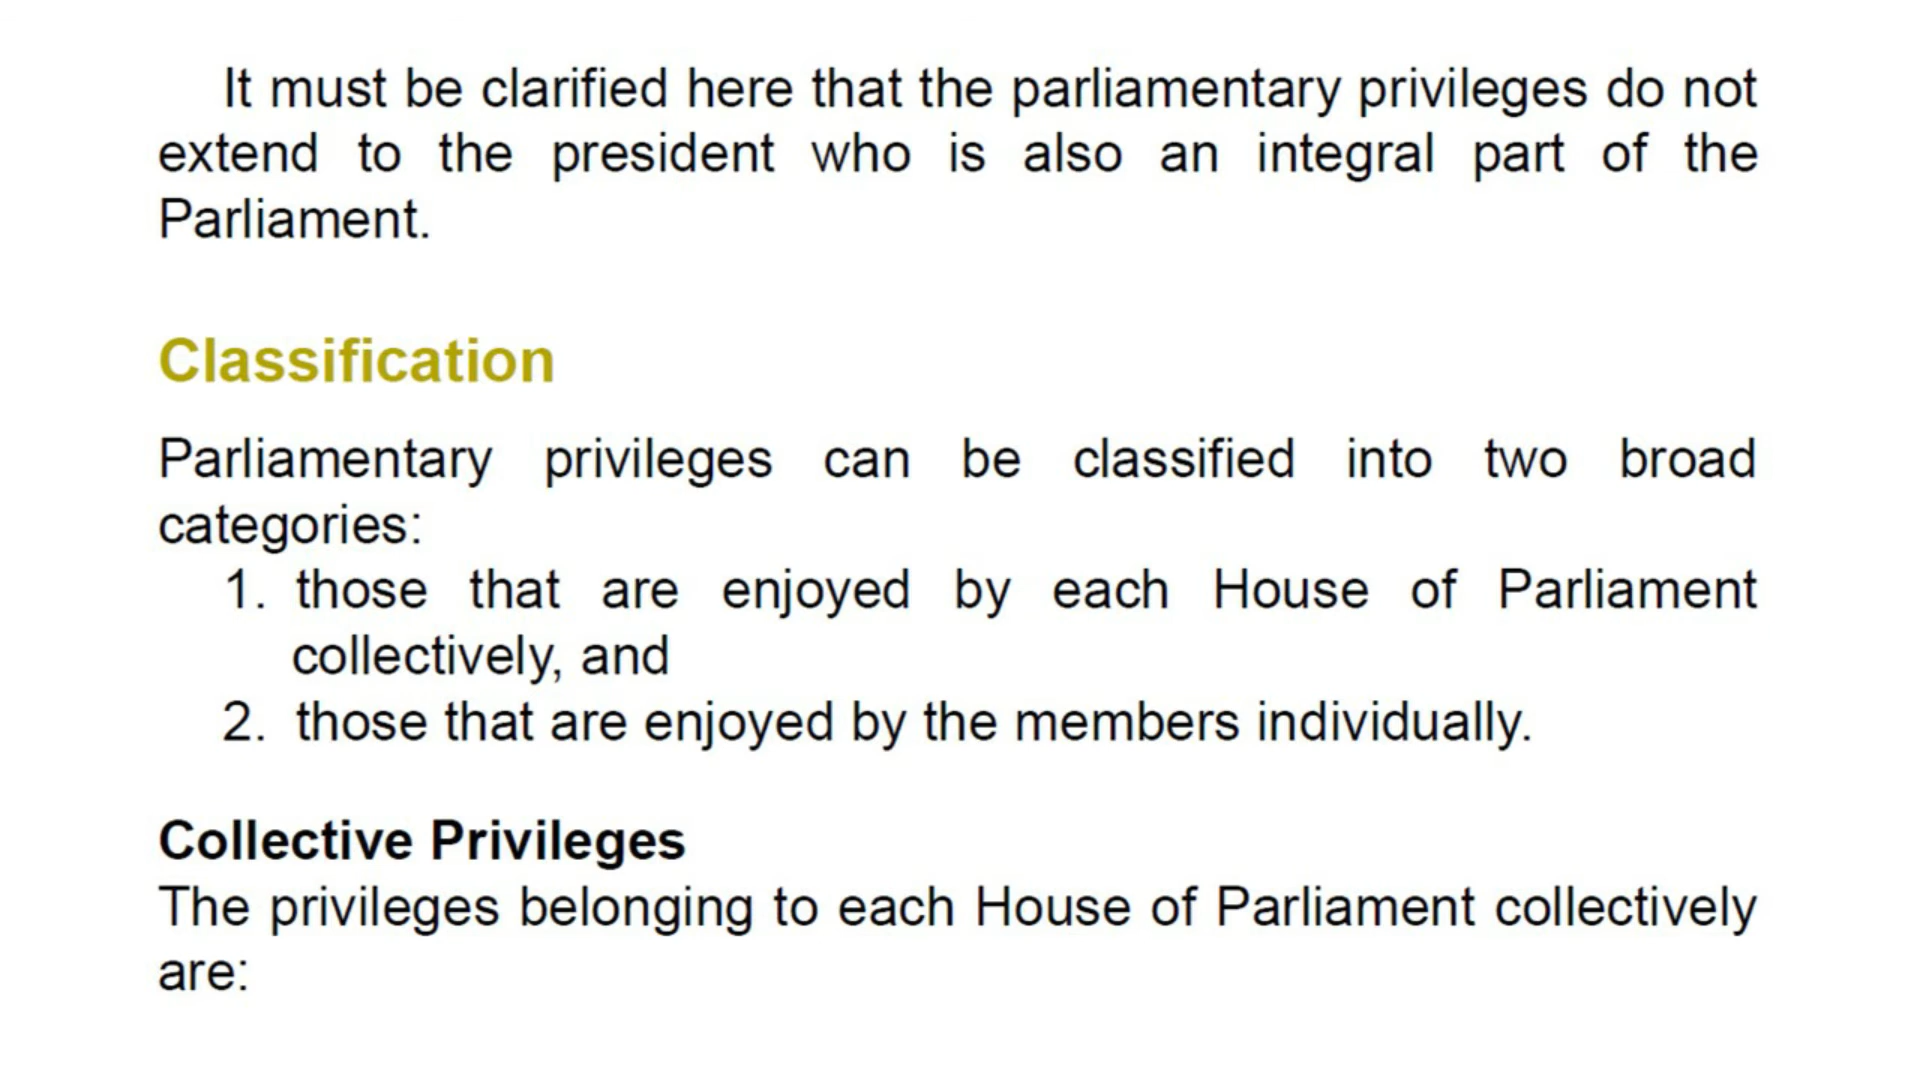 It must be clarified here that the parliamentary privileges do not
extend to the president who is also an integral part of the
Parliament.
Classification
Parliamentary privileges can be classified into two broad
categories:
1. those that are enjoyed by each House of Parliament
collectively, and
2. those that are enjoyed by the members individually.
Collective Privileges
The privileges belonging to each House of Parliament collectively
are: